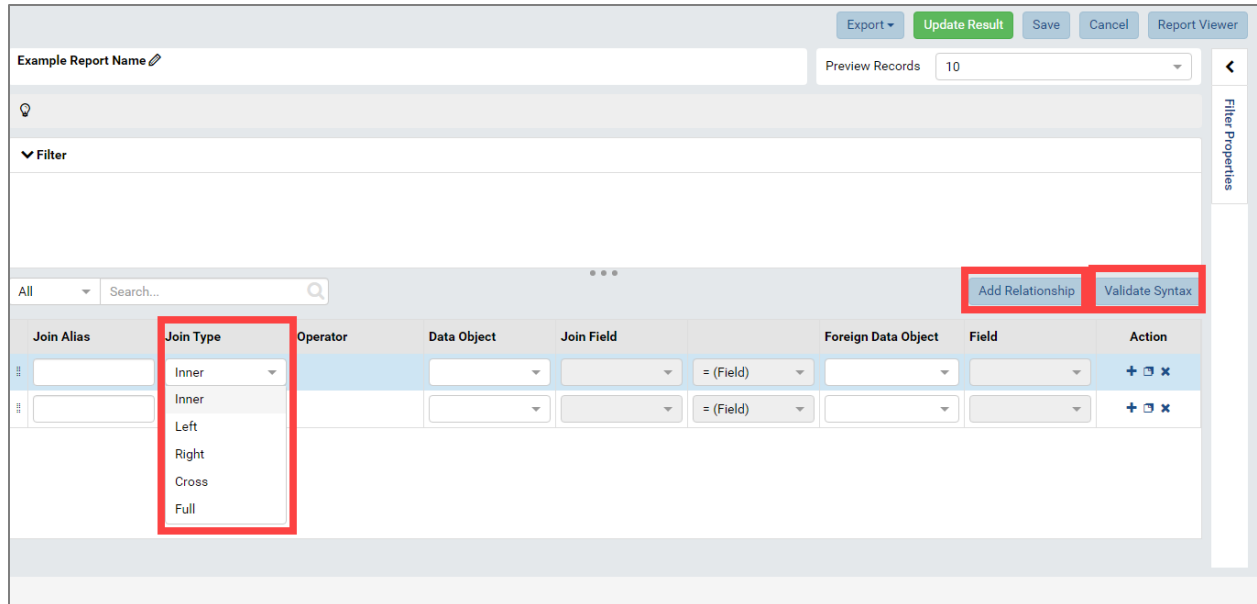 Export Update Result Save Cancel Report Viewer
Example Report Name Preview Records 10
Filter Properties
Filter
All Search... Add Relationship Validate Syntax
Join Alias Join Type Operator Data Object Join Field Foreign Data Object Field Action
Inner = (Field)
Inner = (Field)
Left
Right
Cross
Full